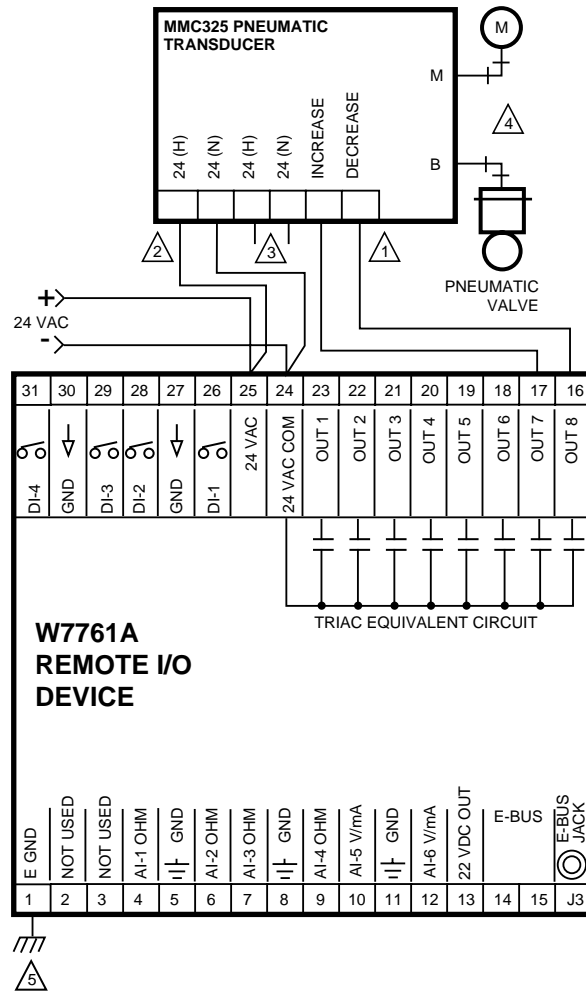 MMC325 PNEUMATIC
TRANSDUCER
M
M
B
24 (H)
24 (N)
24 (H)
24 (N)
INCREASE
DECREASE
4
2
3
1
PNEUMATIC
VALVE
+
24 VAC
-
31 30 29 28 27 26 25 24 23 22 21 20 19 18 17 16
DI-4
GND
DI-3
DI-2
GND
DI-1
24 VAC
24 VAC COM
OUT 1
OUT 2
OUT 3
OUT 4
OUT 5
OUT 6
OUT 7
OUT 8
TRIAC EQUIVALENT CIRCUIT
W7761A
REMOTE I/O
DEVICE
E GND
NOT USED
NOT USED
AI-1 OHM
GND
AI-2 OHM
AI-3 OHM
GND
AI-4 OHM
AI-5 V/mA
GND
AI-6 V/mA
22 VDC OUT
E-BUS
E-BUS
JACK
1 2 3 4 5 6 7 8 9 10 11 12 13 14 15 J3
5